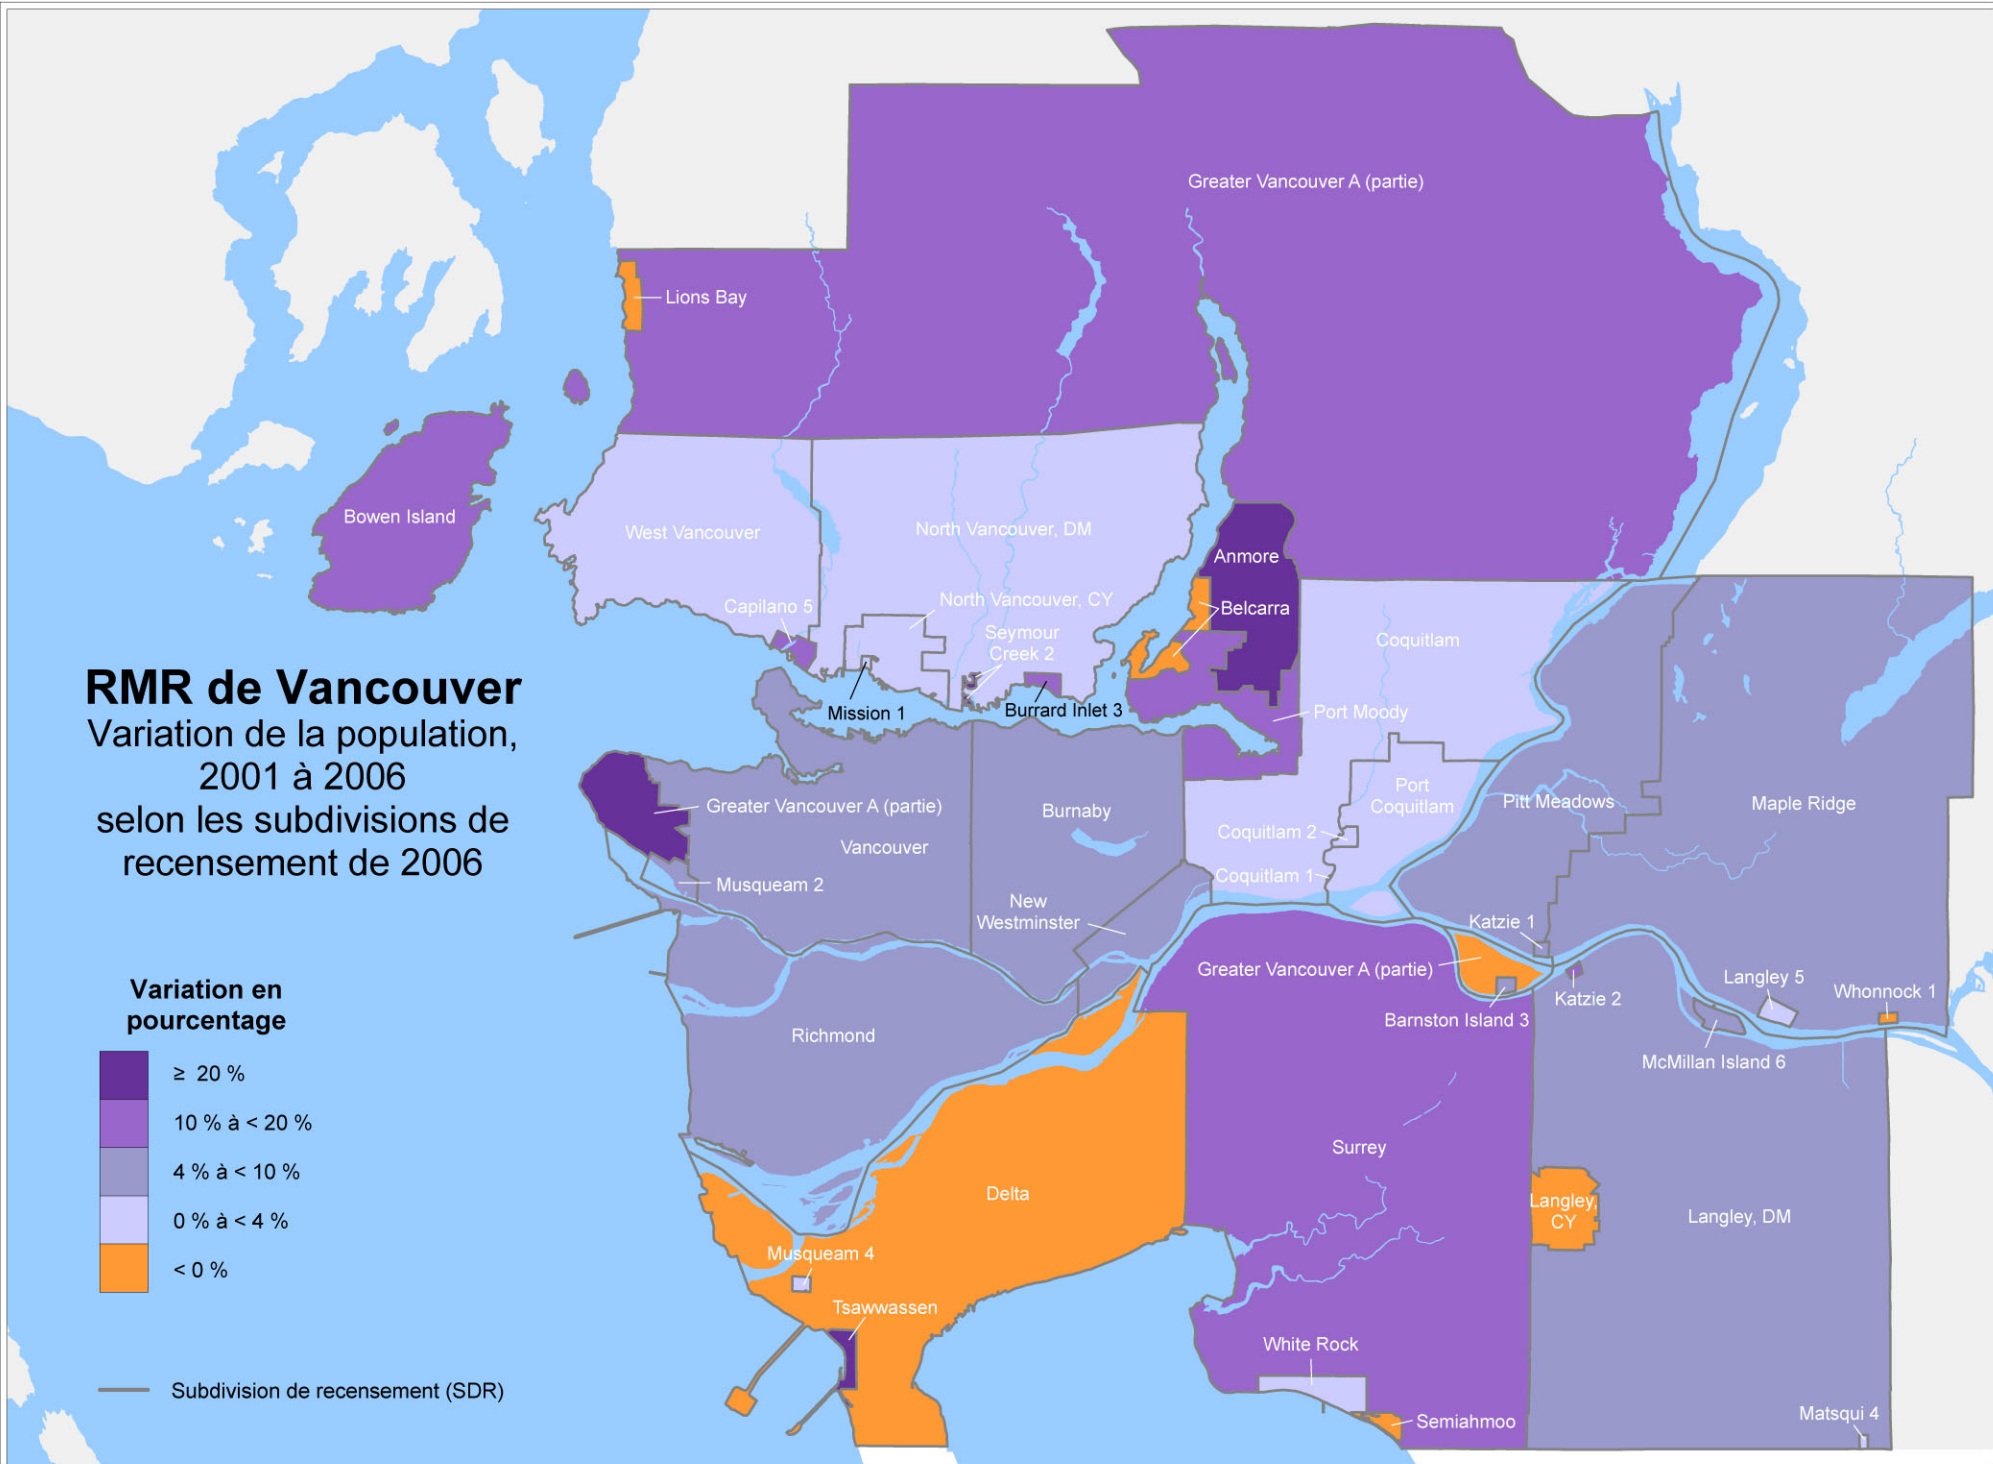 Greater Vancouver A (partie)
Lions Bay
Bowen Island
West Vancouver
North Vancouver, DM
Anmore
North Vancouver, CY
Capilano 5
Belcarra
Seymour
Creek 2
Coquitlam
Mission 1
Burrard Inlet 3
Port Moody
RMR de Vancouver
Variation de la population,
2001 à 2006
selon les subdivisions de
recensement de 2006
Greater Vancouver A (partie)
Vancouver
Burnaby
Port
Coquitlam
Pitt Meadows
Maple Ridge
Coquitlam 2
Coquitlam 1
Musqueam 2
New
Westminster
Katzie 1
Greater Vancouver A (partie)
Katzie 2
Langley 5
Whonnock 1
Barnston Island 3
McMillan Island 6
Richmond
Surrey
Delta
Langley,
CY
Langley, DM
Musqueam 4
Tsawwassen
White Rock
Semiahmoo
Matsqui 4
Variation en
pourcentage
≥ 20 %
10 % à < 20 %
4 % à < 10 %
0 % à < 4 %
< 0 %
Subdivision de recensement (SDR)